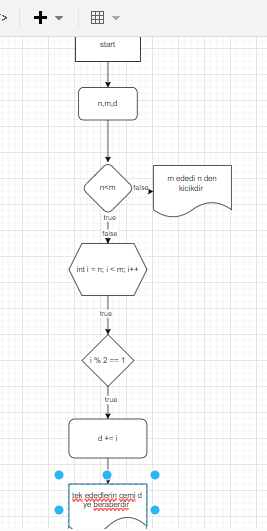 start
n,m,d
n<m
false
m ededi n den
kicikdir
true
false
int i = n; i < m; i++
true
i % 2 == 1
true
d += i
tek ededlerin cemi d
ye beraberdir